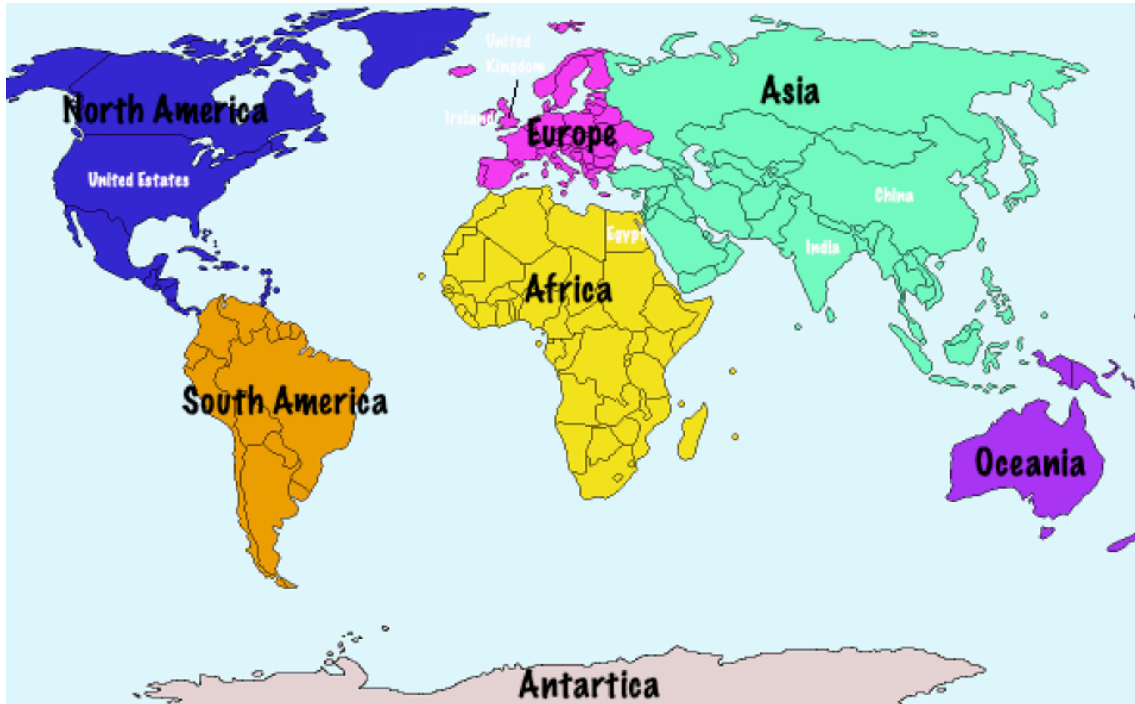 United
Kingdom
North America
Asia
Ireland
Europe
United Estates
China
Egypt
India
Africa
South America
Oceania
Antartica